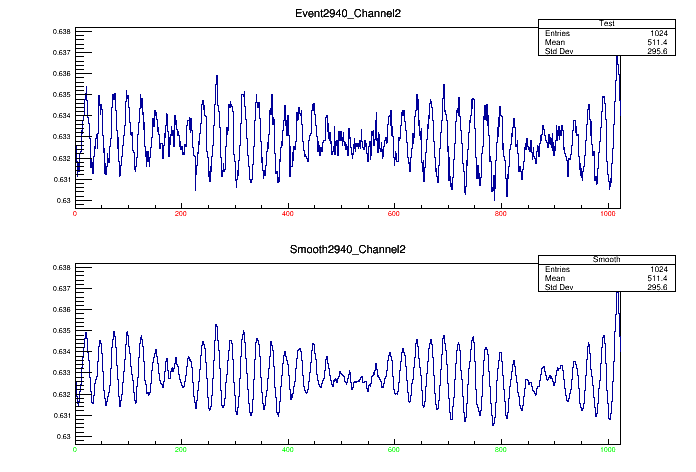 Event2940_Channel2
Test
Entries 1024
Mean 511.4
Std Dev 295.6
0.638
0.637
0.636
0.635
0.634
0.633
0.632
0.631
0.63
0 200 400 600 800 1000
Smooth2940_Channel2
Smooth
Entries 1024
Mean 511.4
Std Dev 295.6
0.638
0.637
0.636
0.635
0.634
0.633
0.632
0.631
0.63
0 200 400 600 800 1000